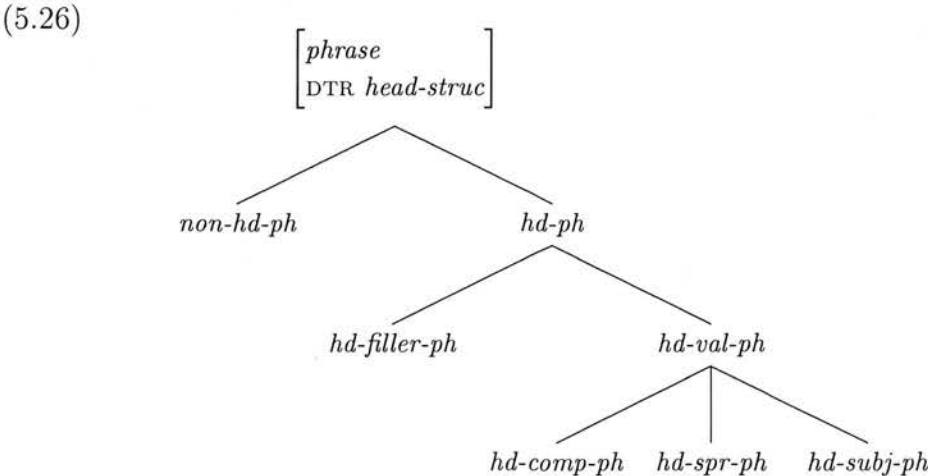 (5.26)
phrase
DTR head-struc
non-hd-ph hd-ph
hd-filler-ph hd-val-ph
hd-comp-ph hd-spr-ph hd-subj-ph